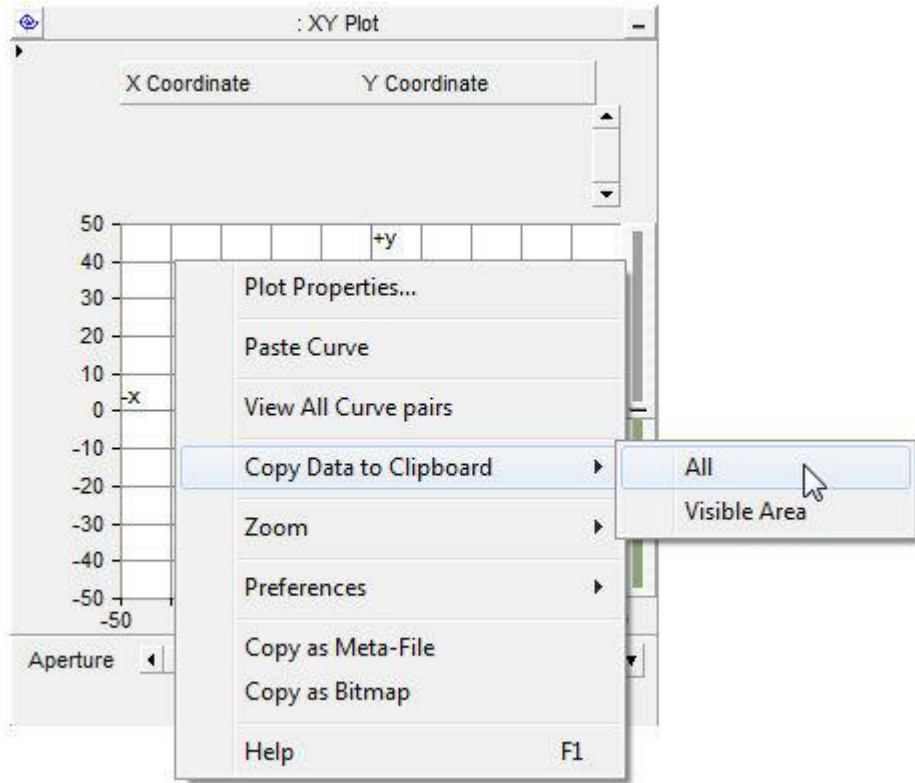 : XY Plot
X Coordinate Y Coordinate
50
+y
40
30
20
10
-x
0
-10
-20
-30
-40
-50
-50
Plot Properties...
Paste Curve
View All Curve pairs
Copy Data to Clipboard
All
Visible Area
Zoom
Preferences
Copy as Meta-File
Copy as Bitmap
Help F1
Aperture